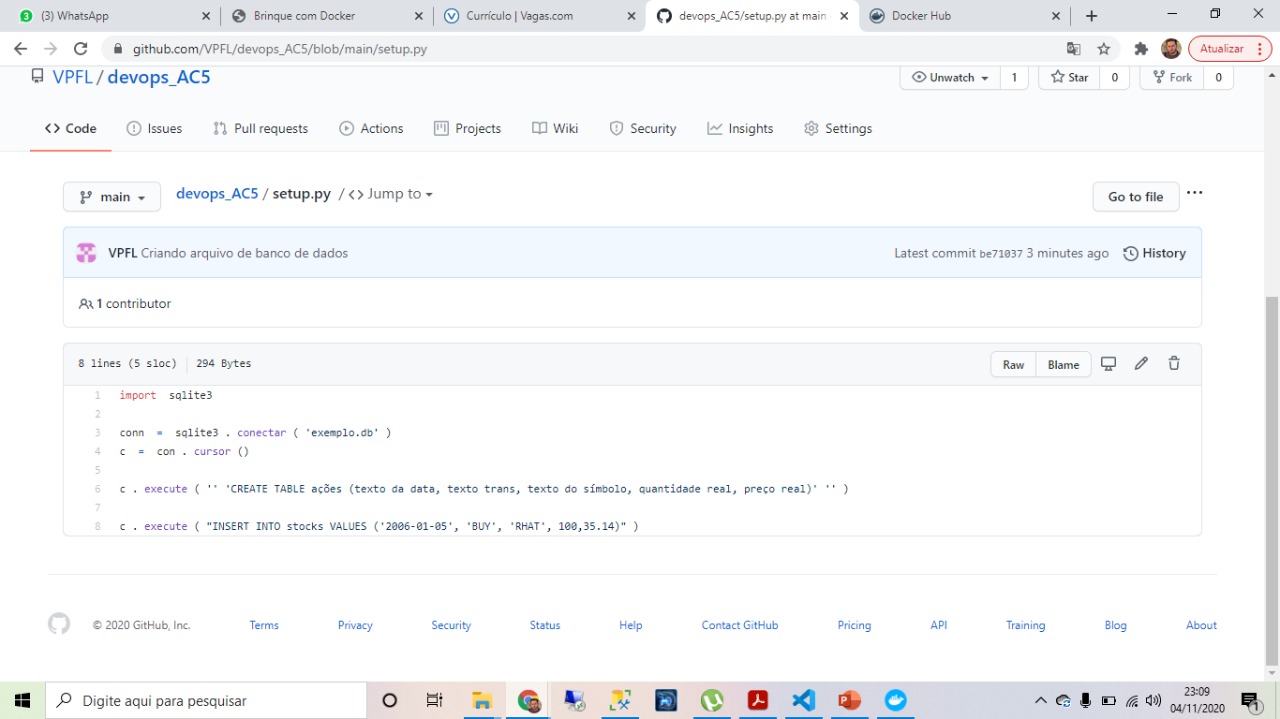 (3) WhatsApp
Brinque com Docker
Currículo | Vagas.com
devops_AC5/setup.py at main
Docker Hub
github.com/VPFL/devops_AC5/blob/main/setup.py
Atualizar
VPFL / devops_AC5
Unwatch 1
Star 0
Fork 0
Code
Issues
Pull requests
Actions
Projects
Wiki
Security
Insights
Settings
main
devops_AC5 / setup.py / <> Jump to
Go to file
VPFL Criando arquivo de banco de dados
Latest commit be71037 3 minutes ago
History
1 contributor
8 lines (5 sloc) 294 Bytes
Raw
Blame
1 import sqlite3
2
3 conn = sqlite3 . conectar ( 'exemplo.db' )
4 c = con . cursor ()
5
6 c . execute ( '' 'CREATE TABLE ações (texto da data, texto trans, texto do símbolo, quantidade real, preço real)' '' )
7
8 c . execute ( "INSERT INTO stocks VALUES ('2006-01-05', 'BUY', 'RHAT', 100,35.14)" )
© 2020 GitHub, Inc.
Terms
Privacy
Security
Status
Help
Contact GitHub
Pricing
API
Training
Blog
About
Digite aqui para pesquisar
23:09
04/11/2020
1